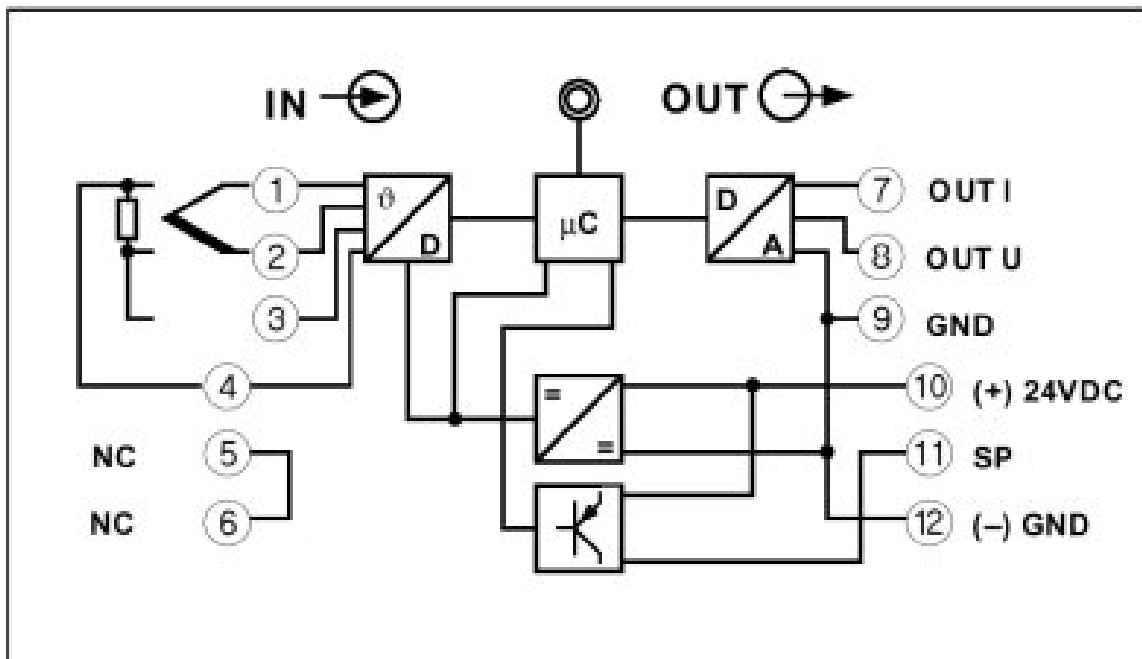 IN OUT
1 ϑ D μC D A 7 OUT I
2 8 OUT U
3 9 GND
4 = = 10 (+) 24VDC
NC 5 11 SP
NC 6 12 (–) GND